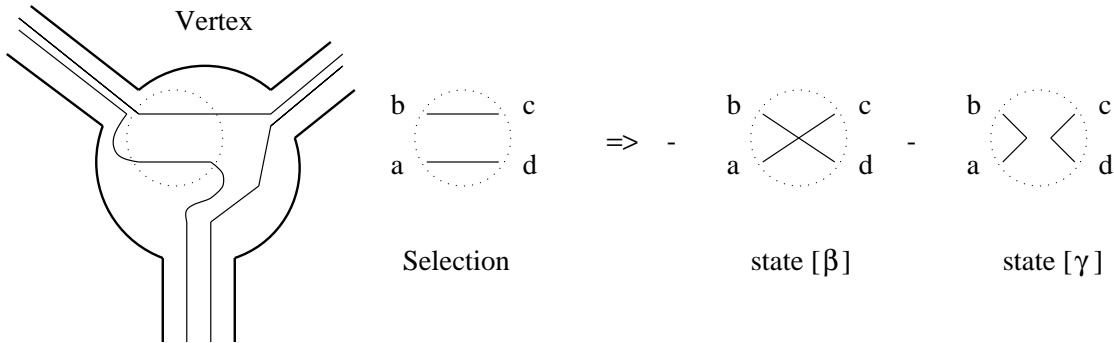 Vertex
b c => - b c - b c
a d a d a d
Selection state [β] state [γ]